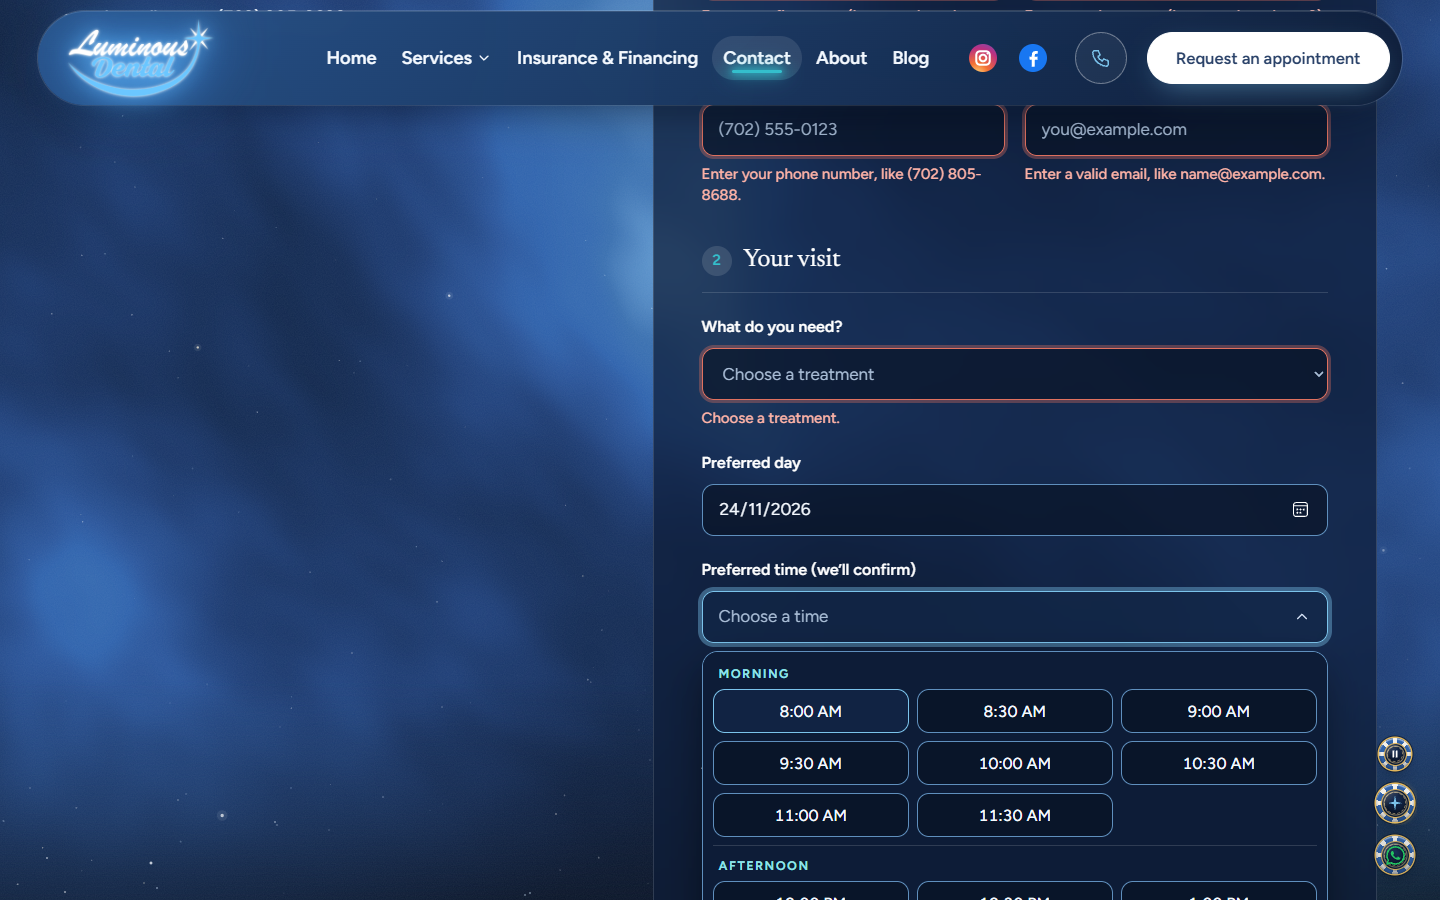 Luminous
Dental
Home
Services
Insurance & Financing
Contact
About
Blog
Request an appointment
(702) 555-0123
you@example.com
Enter your phone number, like (702) 805-
8688.
Enter a valid email, like name@example.com.
2
Your visit
What do you need?
Choose a treatment
Choose a treatment.
Preferred day
24/11/2026
Preferred time (we'll confirm)
Choose a time
MORNING
8:00 AM
8:30 AM
9:00 AM
9:30 AM
10:00 AM
10:30 AM
11:00 AM
11:30 AM
AFTERNOON